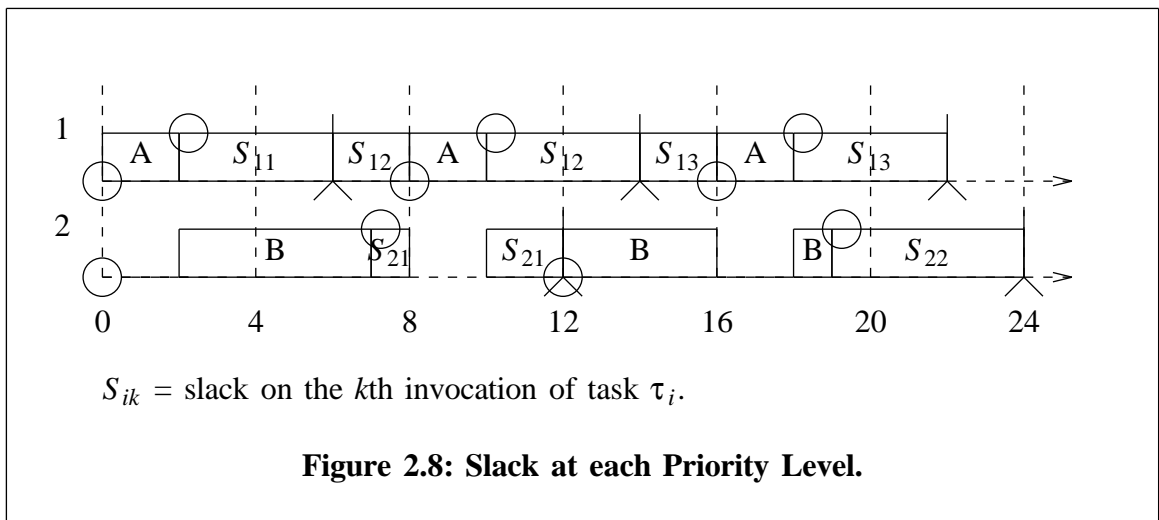 1 A S11 S12 A S12 S13 A S13
2 B S21 S21 B B S22
0 4 8 12 16 20 24
Sik = slack on the kth invocation of task τi.
Figure 2.8: Slack at each Priority Level.